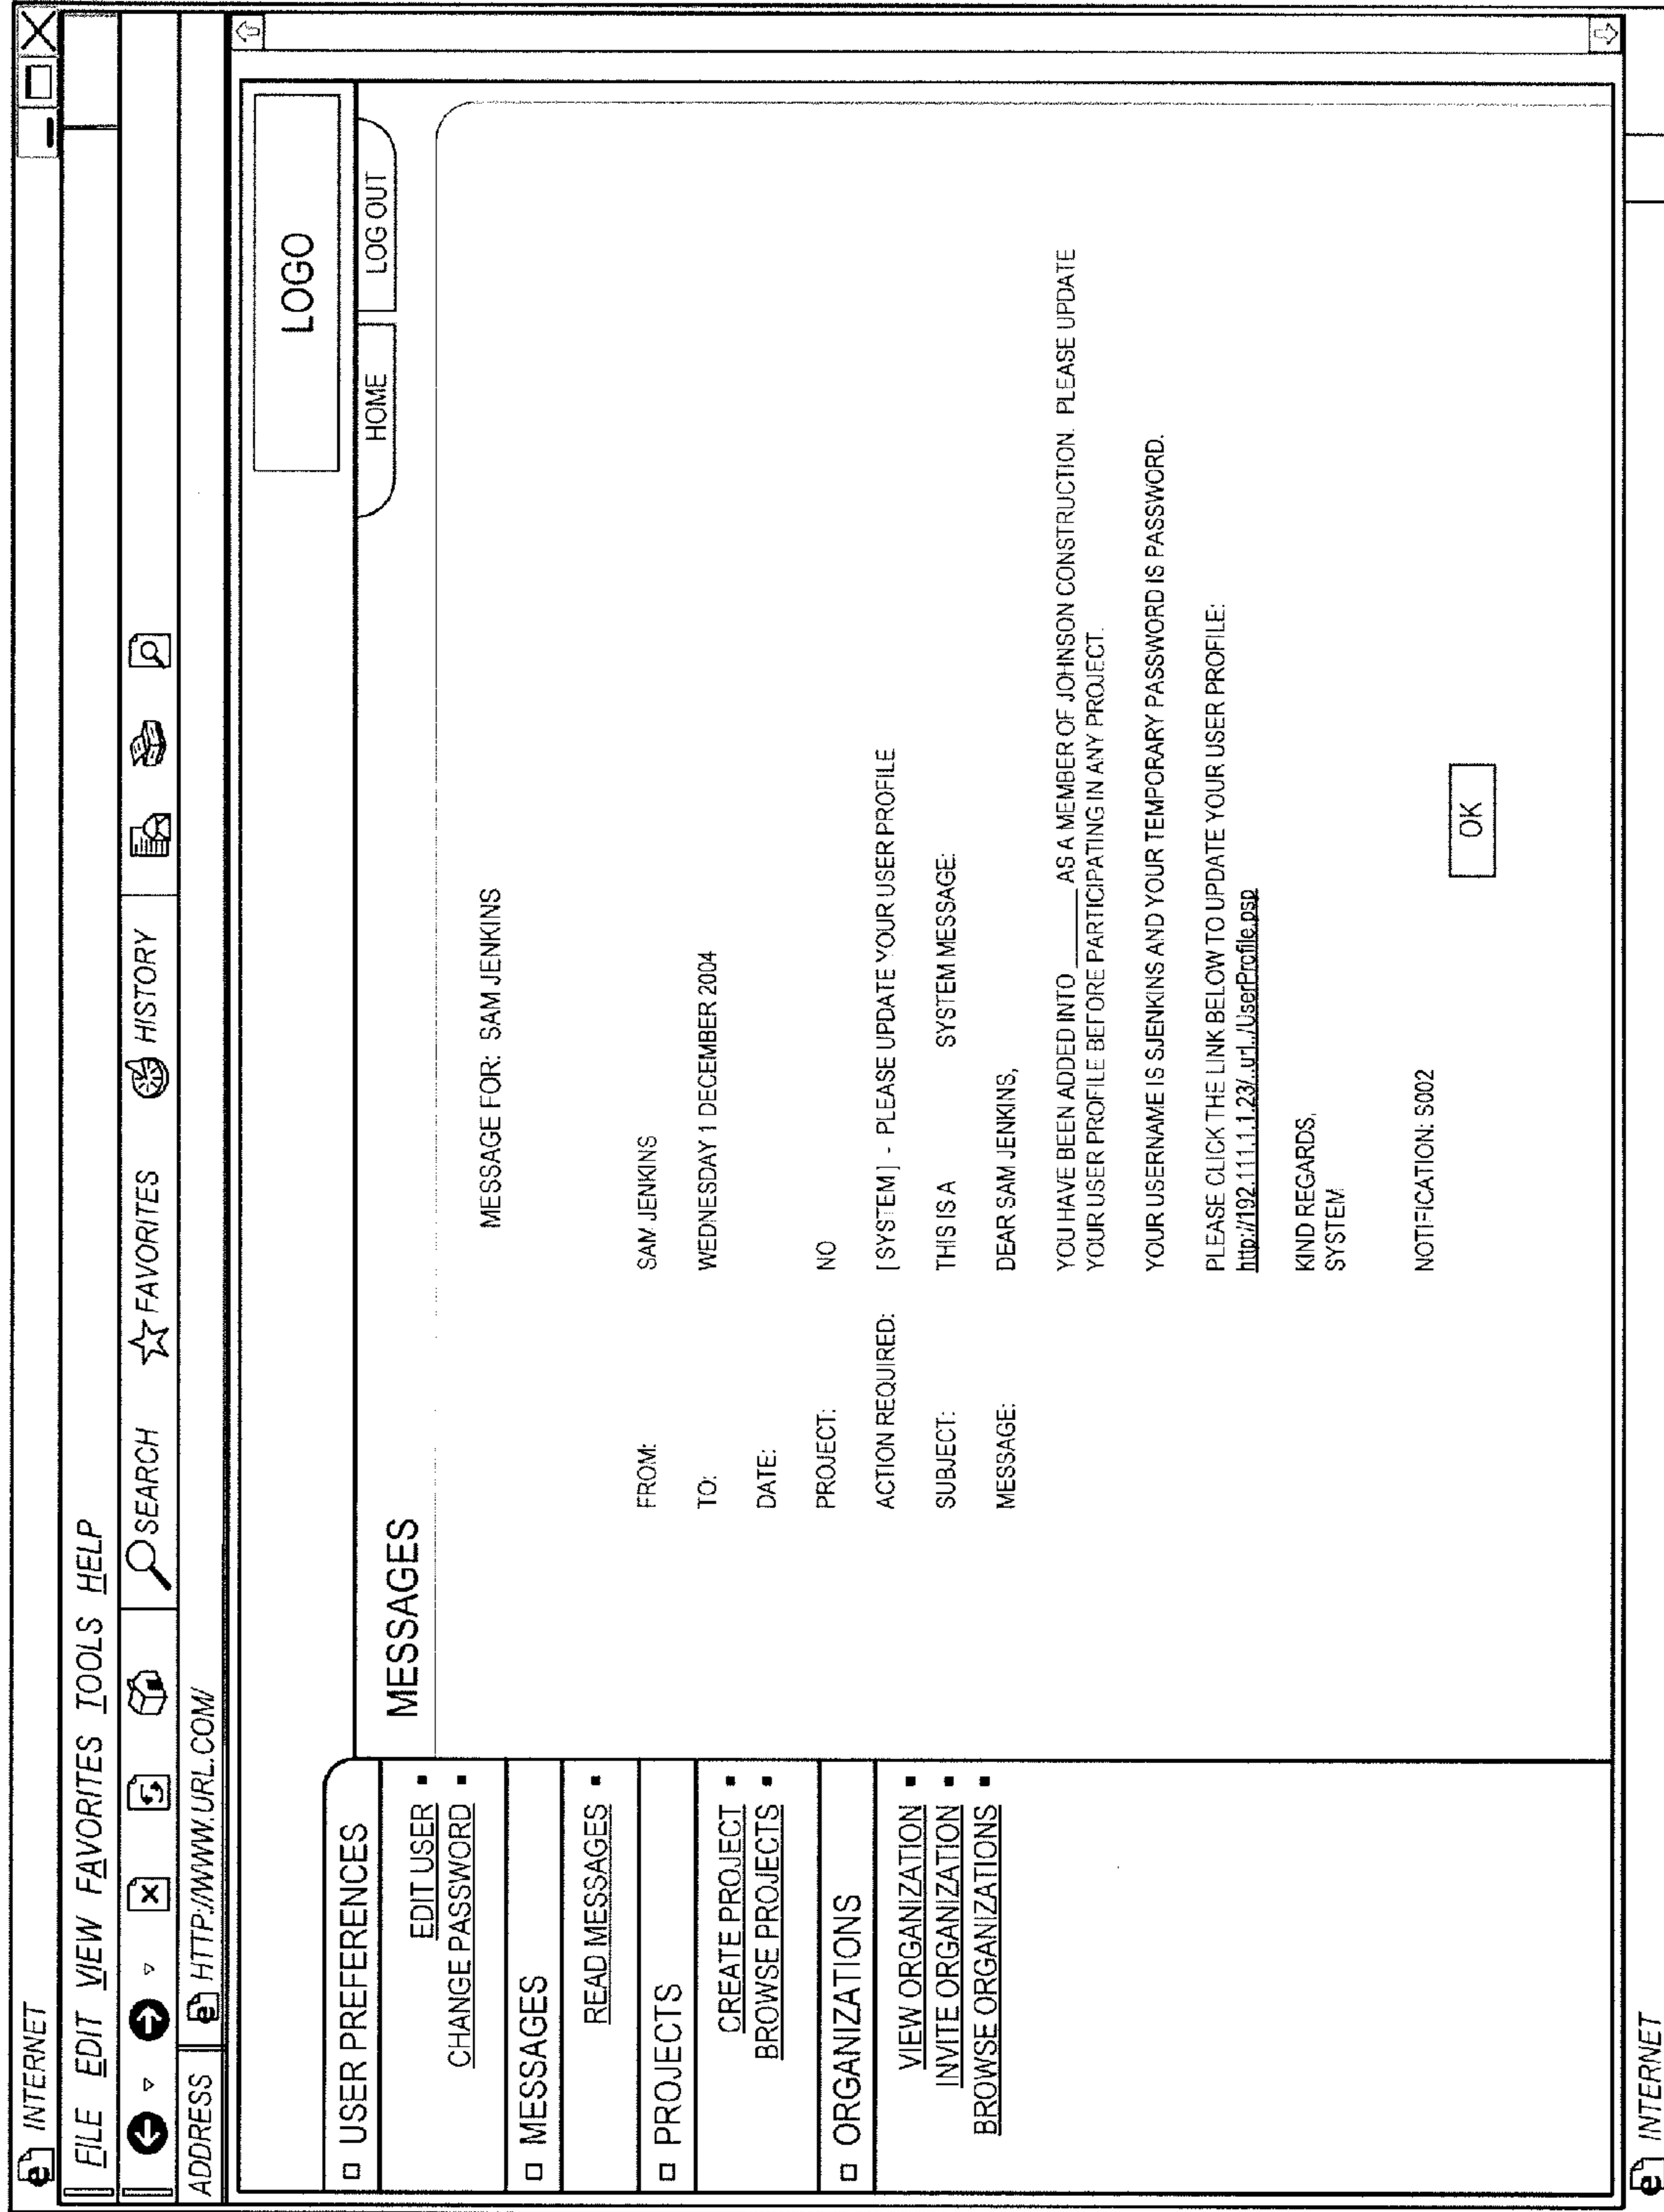 INTERNET
FILE EDIT VIEW FAVORITES TOOLS HELP
SEARCH FAVORITES HISTORY
ADDRESS HTTP://WWW.URL.COM/
LOGO
HOME LOG OUT
USER PREFERENCES
EDIT USER
CHANGE PASSWORD
MESSAGES
READ MESSAGES
PROJECTS
CREATE PROJECT
BROWSE PROJECTS
ORGANIZATIONS
VIEW ORGANIZATION
INVITE ORGANIZATION
BROWSE ORGANIZATIONS
MESSAGES
MESSAGE FOR: SAM JENKINS
FROM: SAM JENKINS
TO: WEDNESDAY 1 DECEMBER 2004
DATE:
PROJECT: NO
ACTION REQUIRED: [SYSTEM] - PLEASE UPDATE YOUR USER PROFILE
SUBJECT: THIS IS A SYSTEM MESSAGE:
MESSAGE: DEAR SAM JENKINS,
YOU HAVE BEEN ADDED INTO ______ AS A MEMBER OF JOHNSON CONSTRUCTION. PLEASE UPDATE
YOUR USER PROFILE BEFORE PARTICIPATING IN ANY PROJECT.
YOUR USERNAME IS SJENKINS AND YOUR TEMPORARY PASSWORD IS PASSWORD.
PLEASE CLICK THE LINK BELOW TO UPDATE YOUR USER PROFILE:
http://192.111.1.123/..url../UserProfile.psp
KIND REGARDS,
SYSTEM
NOTIFICATION: S002
OK
INTERNET